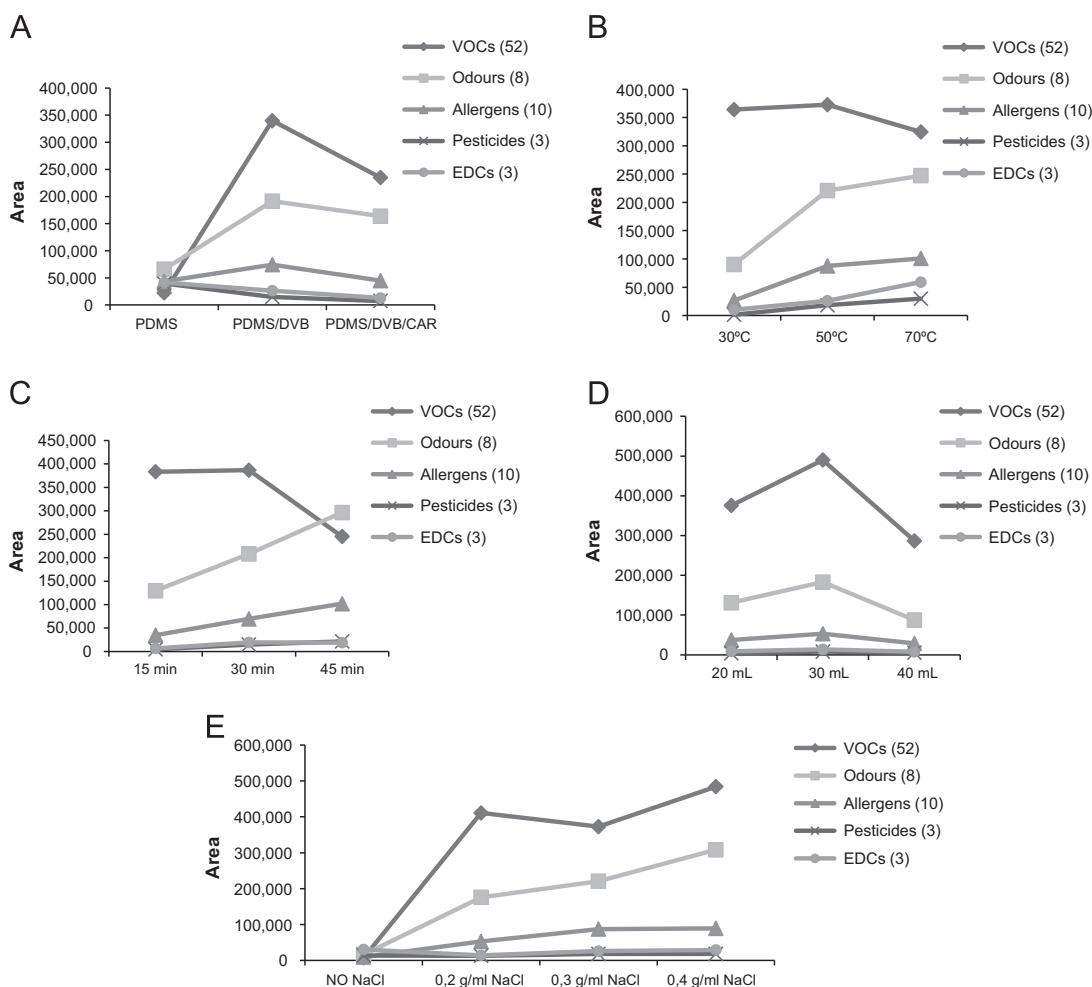 A
VOCs (52)
Odours (8)
Allergens (10)
Pesticides (3)
EDCs (3)
400,000
350,000
300,000
250,000
200,000
150,000
100,000
50,000
0
Area
PDMS
PDMS/DVB
PDMS/DVB/CAR
B
VOCs (52)
Odours (8)
Allergens (10)
Pesticides (3)
EDCs (3)
400,000
350,000
300,000
250,000
200,000
150,000
100,000
50,000
0
Area
30ºC
50ºC
70ºC
C
VOCs (52)
Odours (8)
Allergens (10)
Pesticides (3)
EDCs (3)
450,000
400,000
350,000
300,000
250,000
200,000
150,000
100,000
50,000
0
Area
15 min
30 min
45 min
D
VOCs (52)
Odours (8)
Allergens (10)
Pesticides (3)
EDCs (3)
600,000
500,000
400,000
300,000
200,000
100,000
0
Area
20 mL
30 mL
40 mL
E
VOCs (52)
Odours (8)
Allergens (10)
Pesticides (3)
EDCs (3)
600,000
500,000
400,000
300,000
200,000
100,000
0
Area
NO NaCl
0,2 g/ml NaCl
0,3 g/ml NaCl
0,4 g/ml NaCl